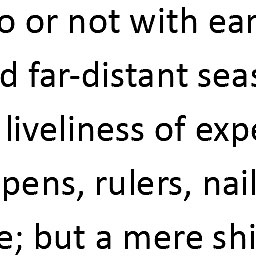 o or not with ear
d far-distant seas
liveliness of expe
pens, rulers, nail
e; but a mere shi